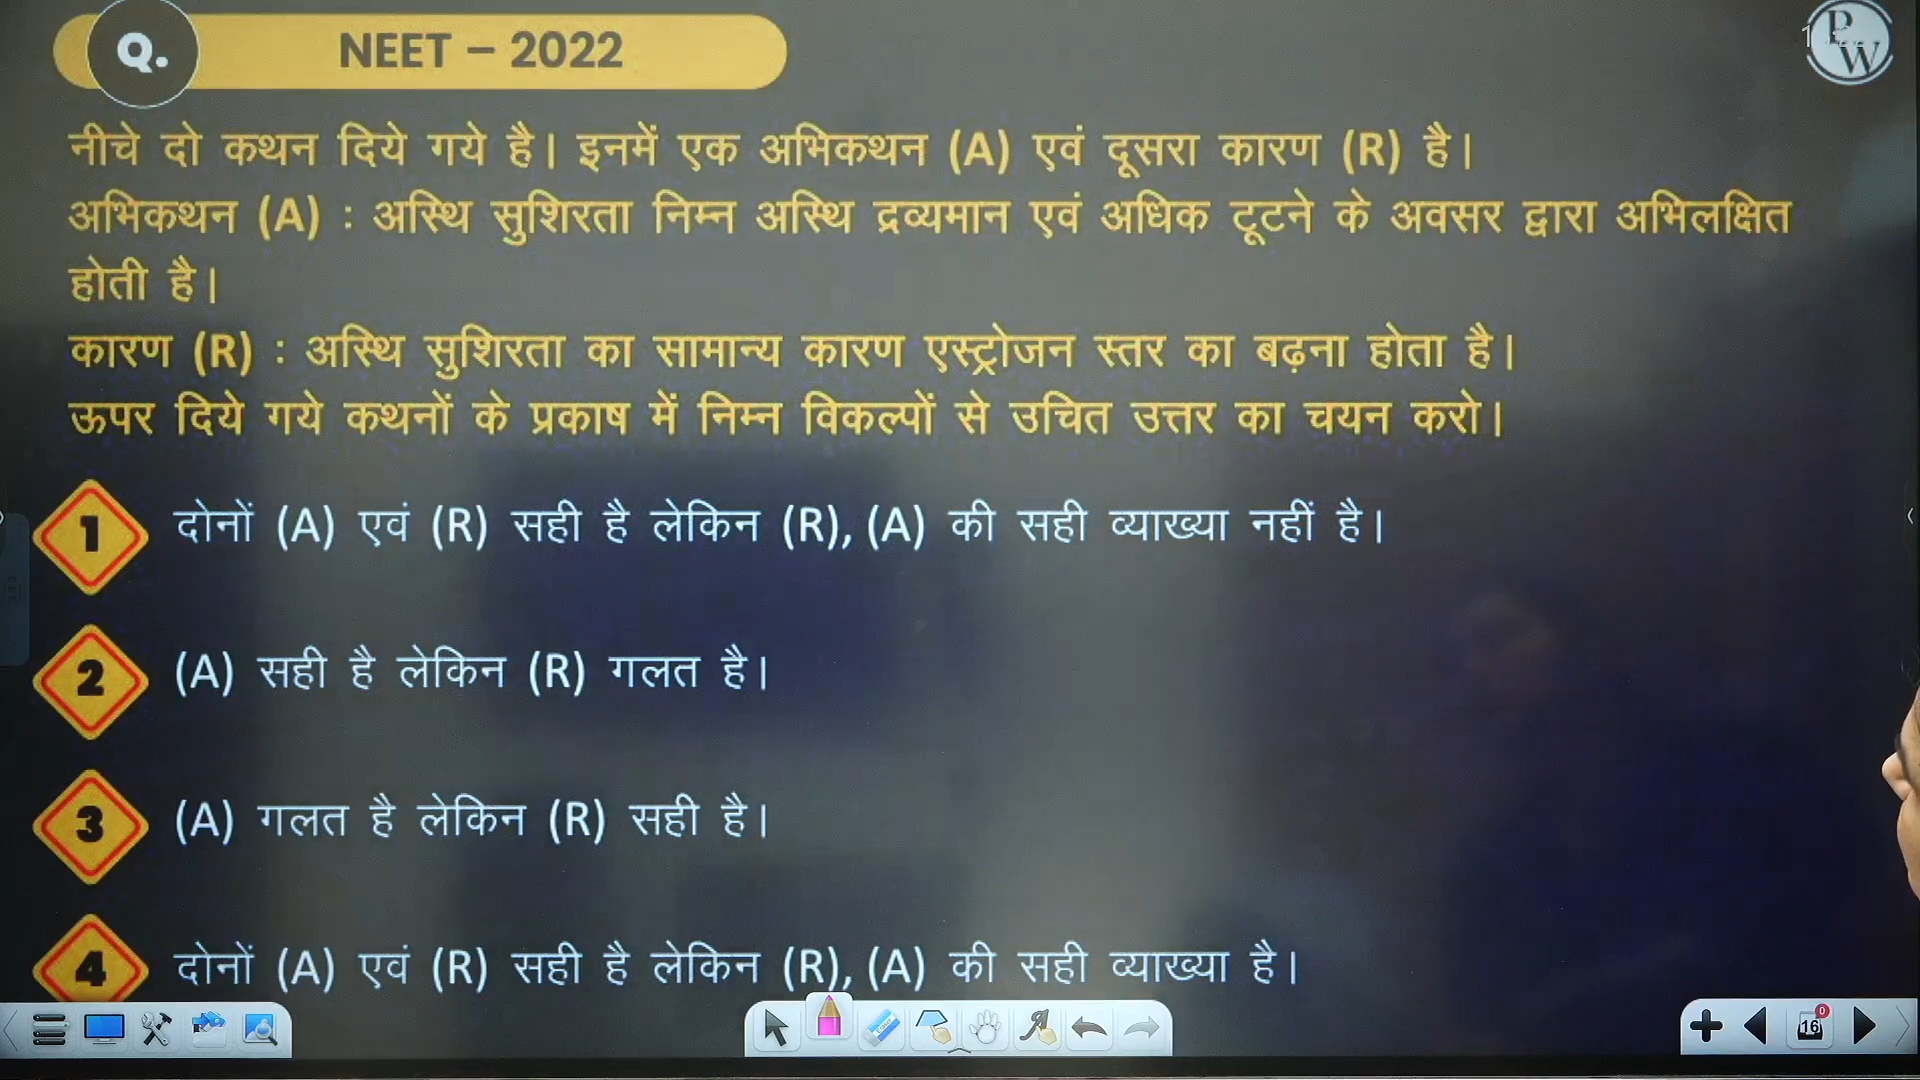 Q.
NEET – 2022
PW
नीचे दो कथन दिये गये है। इनमें एक अभिकथन (A) एवं दूसरा कारण (R) है।
अभिकथन (A) : अस्थि सुशिरता निम्न अस्थि द्रव्यमान एवं अधिक टूटने के अवसर द्वारा अभिलक्षित
होती है।
कारण (R) : अस्थि सुशिरता का सामान्य कारण एस्ट्रोजन स्तर का बढ़ना होता है।
ऊपर दिये गये कथनों के प्रकाष में निम्न विकल्पों से उचित उत्तर का चयन करो।
1 दोनों (A) एवं (R) सही है लेकिन (R), (A) की सही व्याख्या नहीं है।
2 (A) सही है लेकिन (R) गलत है।
3 (A) गलत है लेकिन (R) सही है।
4 दोनों (A) एवं (R) सही है लेकिन (R), (A) की सही व्याख्या है।
16
0